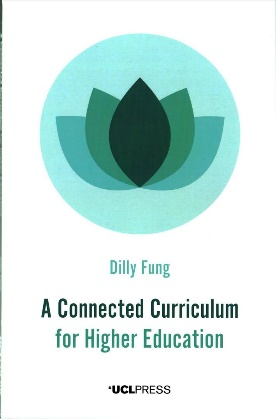 Dilly Fung
A Connected Curriculum
for Higher Education
UCLPRESS